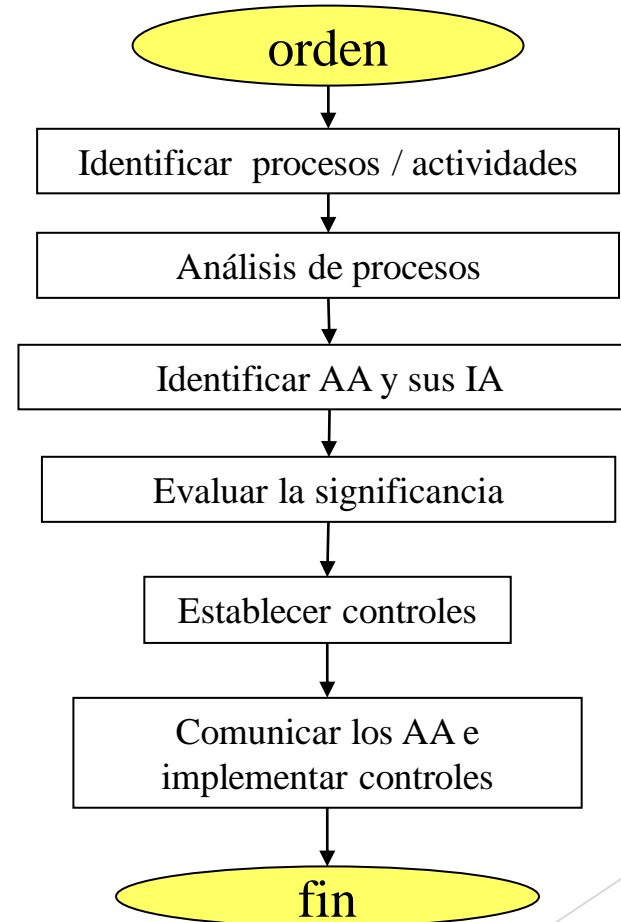 orden
Identificar procesos / actividades
Análisis de procesos
Identificar AA y sus IA
Evaluar la significancia
Establecer controles
Comunicar los AA e
implementar controles
fin